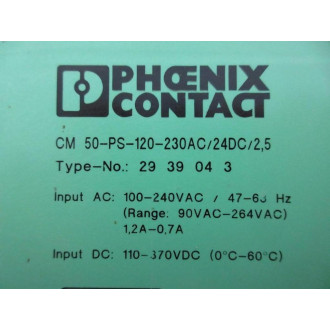 PHŒNIX
CONTACT
CM 50-PS-120-230AC/24DC/2,5
Type-No.: 29 39 04 3
Input AC: 100-240VAC / 47-63 Hz
(Range: 90VAC-264VAC)
1,2A-0,7A
Input DC: 110-370VDC (0°C-60°C)